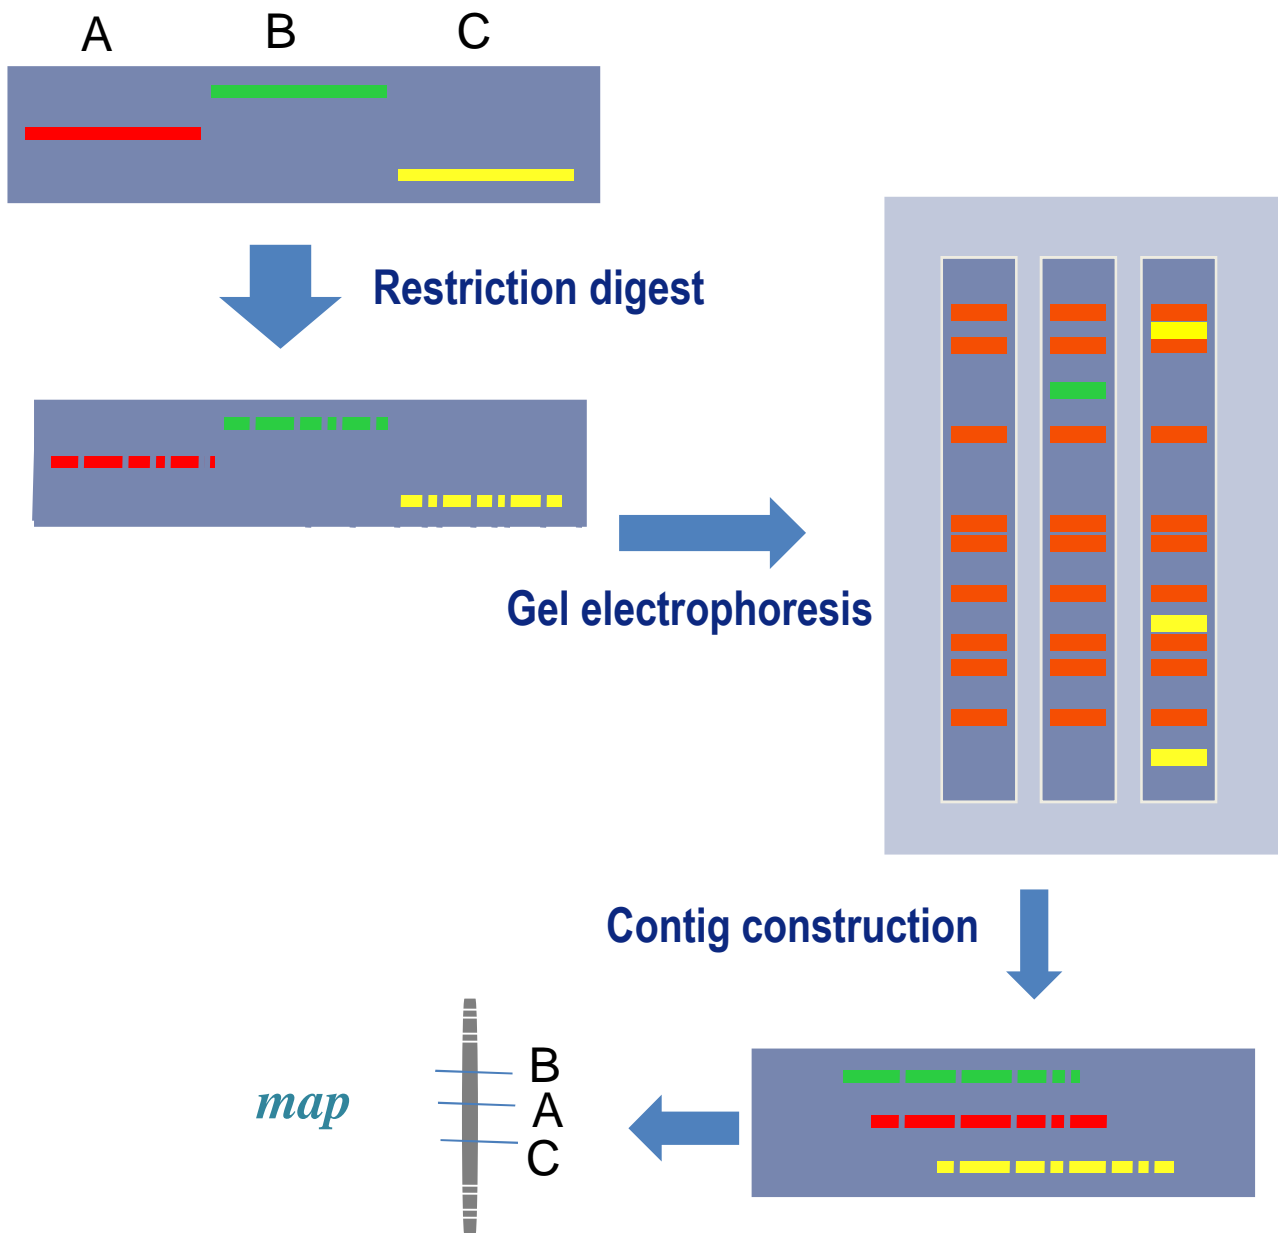 A B C
Restriction digest
Gel electrophoresis
Contig construction
B
map
A
C